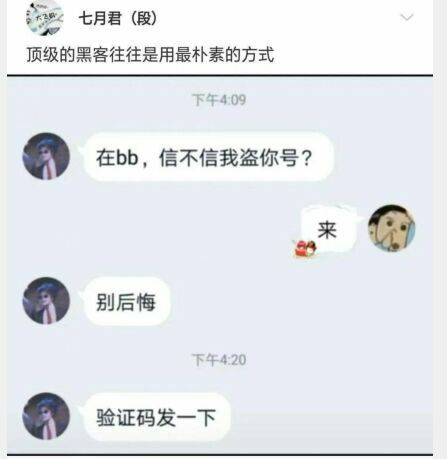 七月君（段）
顶级的黑客往往是用最朴素的方式
下午4:09
在bb，信不信我盗你号？
来
别后悔
下午4:20
验证码发一下